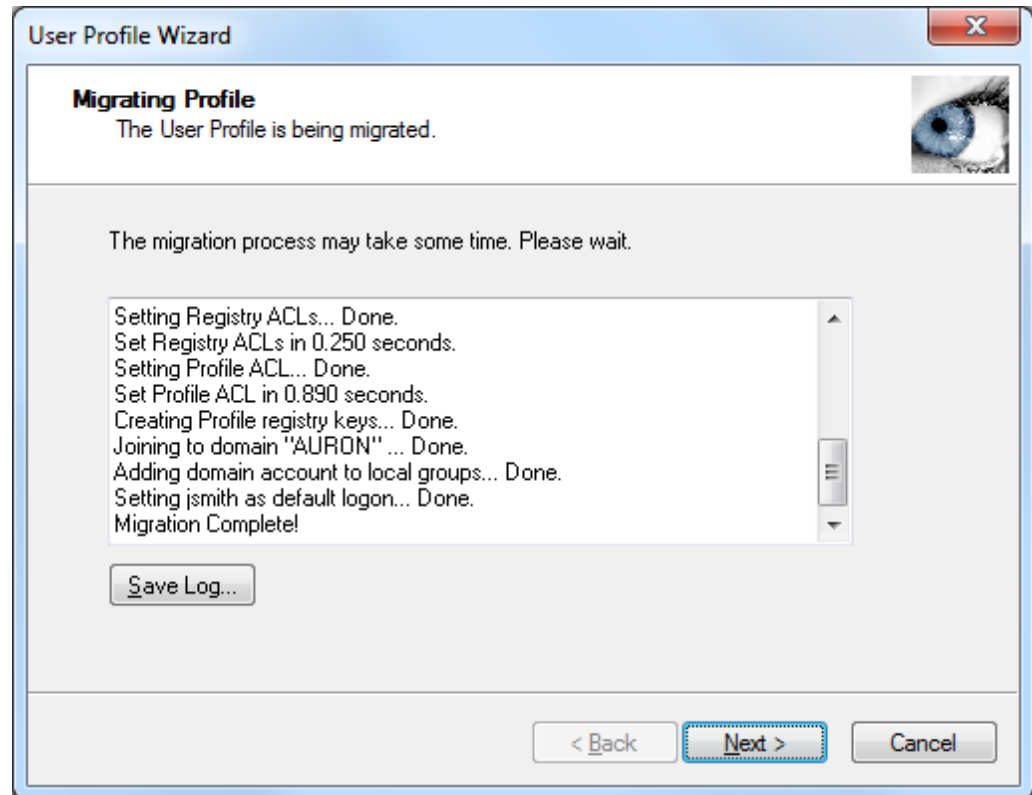 User Profile Wizard
Migrating Profile
The User Profile is being migrated.
The migration process may take some time. Please wait.
Setting Registry ACLs... Done.
Set Registry ACLs in 0.250 seconds.
Setting Profile ACL... Done.
Set Profile ACL in 0.890 seconds.
Creating Profile registry keys... Done.
Joining to domain "AURON" ... Done.
Adding domain account to local groups... Done.
Setting jsmith as default logon... Done.
Migration Complete!
Save Log...
< Back
Next >
Cancel